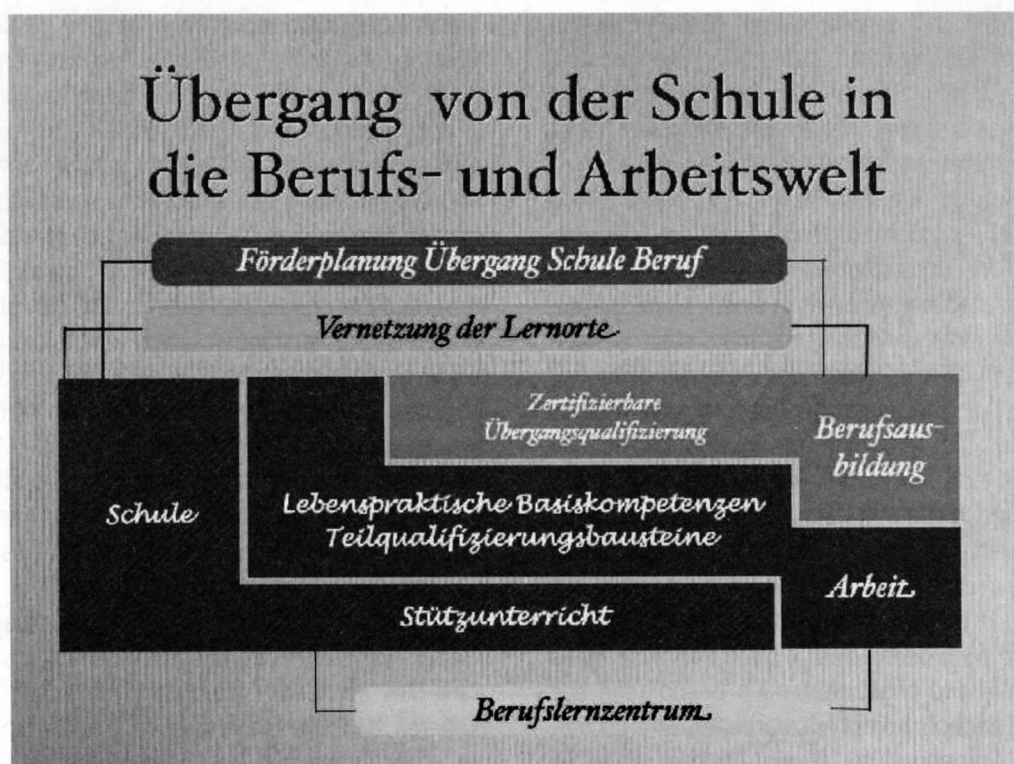 Übergang von der Schule in
die Berufs- und Arbeitswelt
Förderplanung Übergang Schule Beruf
Vernetzung der Lernorte
Zertifizierbare
Übergangsqualifizierung
Berufsaus-
bildung
Schule
Lebenspraktische Basiskompetenzen
Teilqualifizierungsbausteine
Arbeit
Stützunterricht
Berufslernzentrum